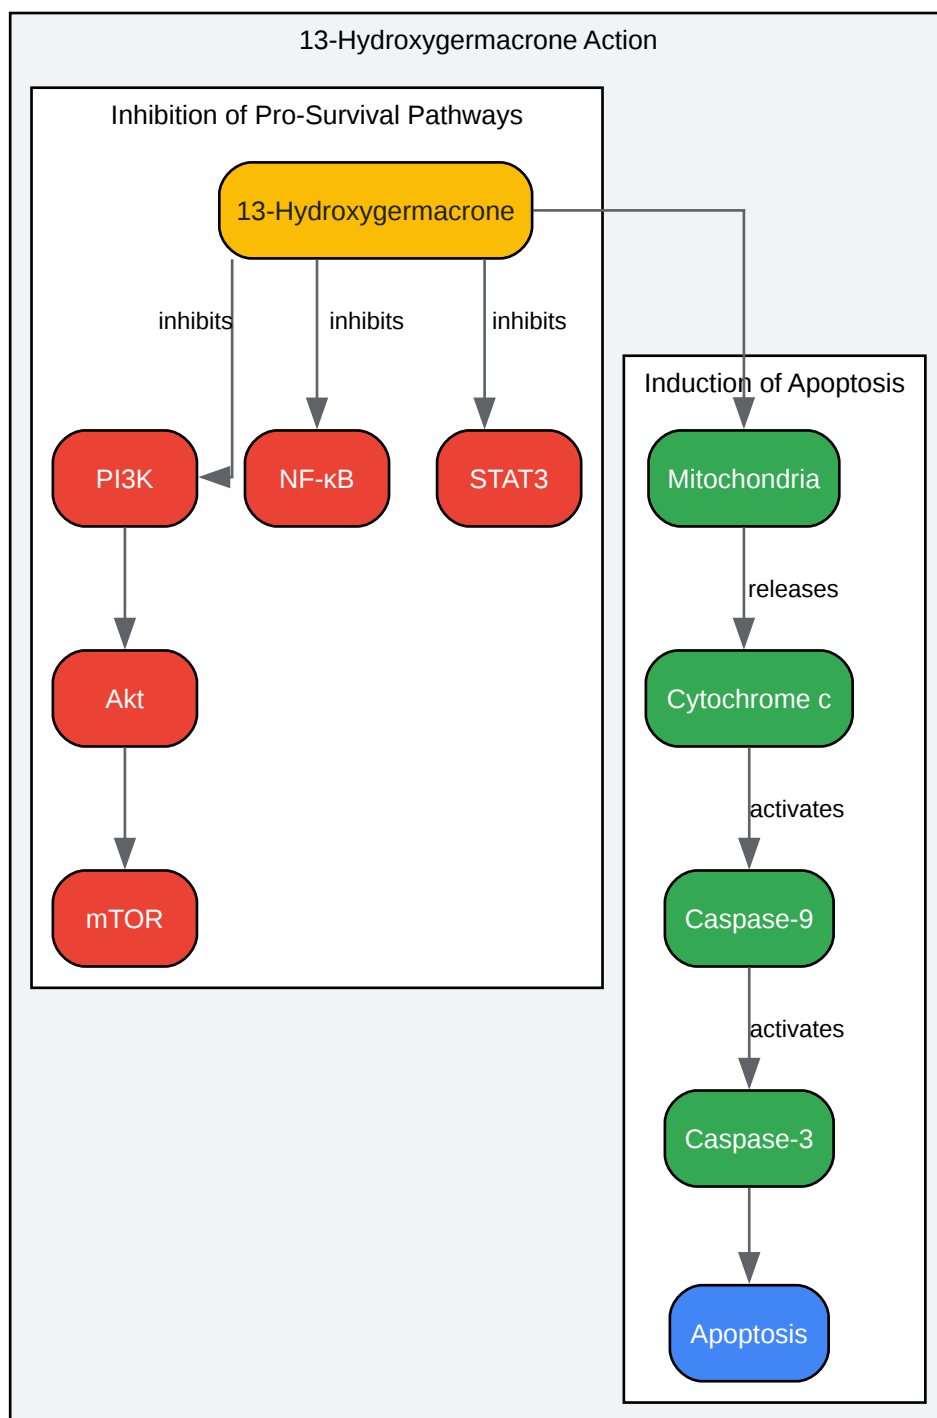 13-Hydroxygermacrone Action
Inhibition of Pro-Survival Pathways
13-Hydroxygermacrone
inhibits
inhibits
inhibits
Induction of Apoptosis
PI3K
NF-κB
STAT3
Mitochondria
releases
Akt
Cytochrome c
activates
mTOR
Caspase-9
activates
Caspase-3
Apoptosis